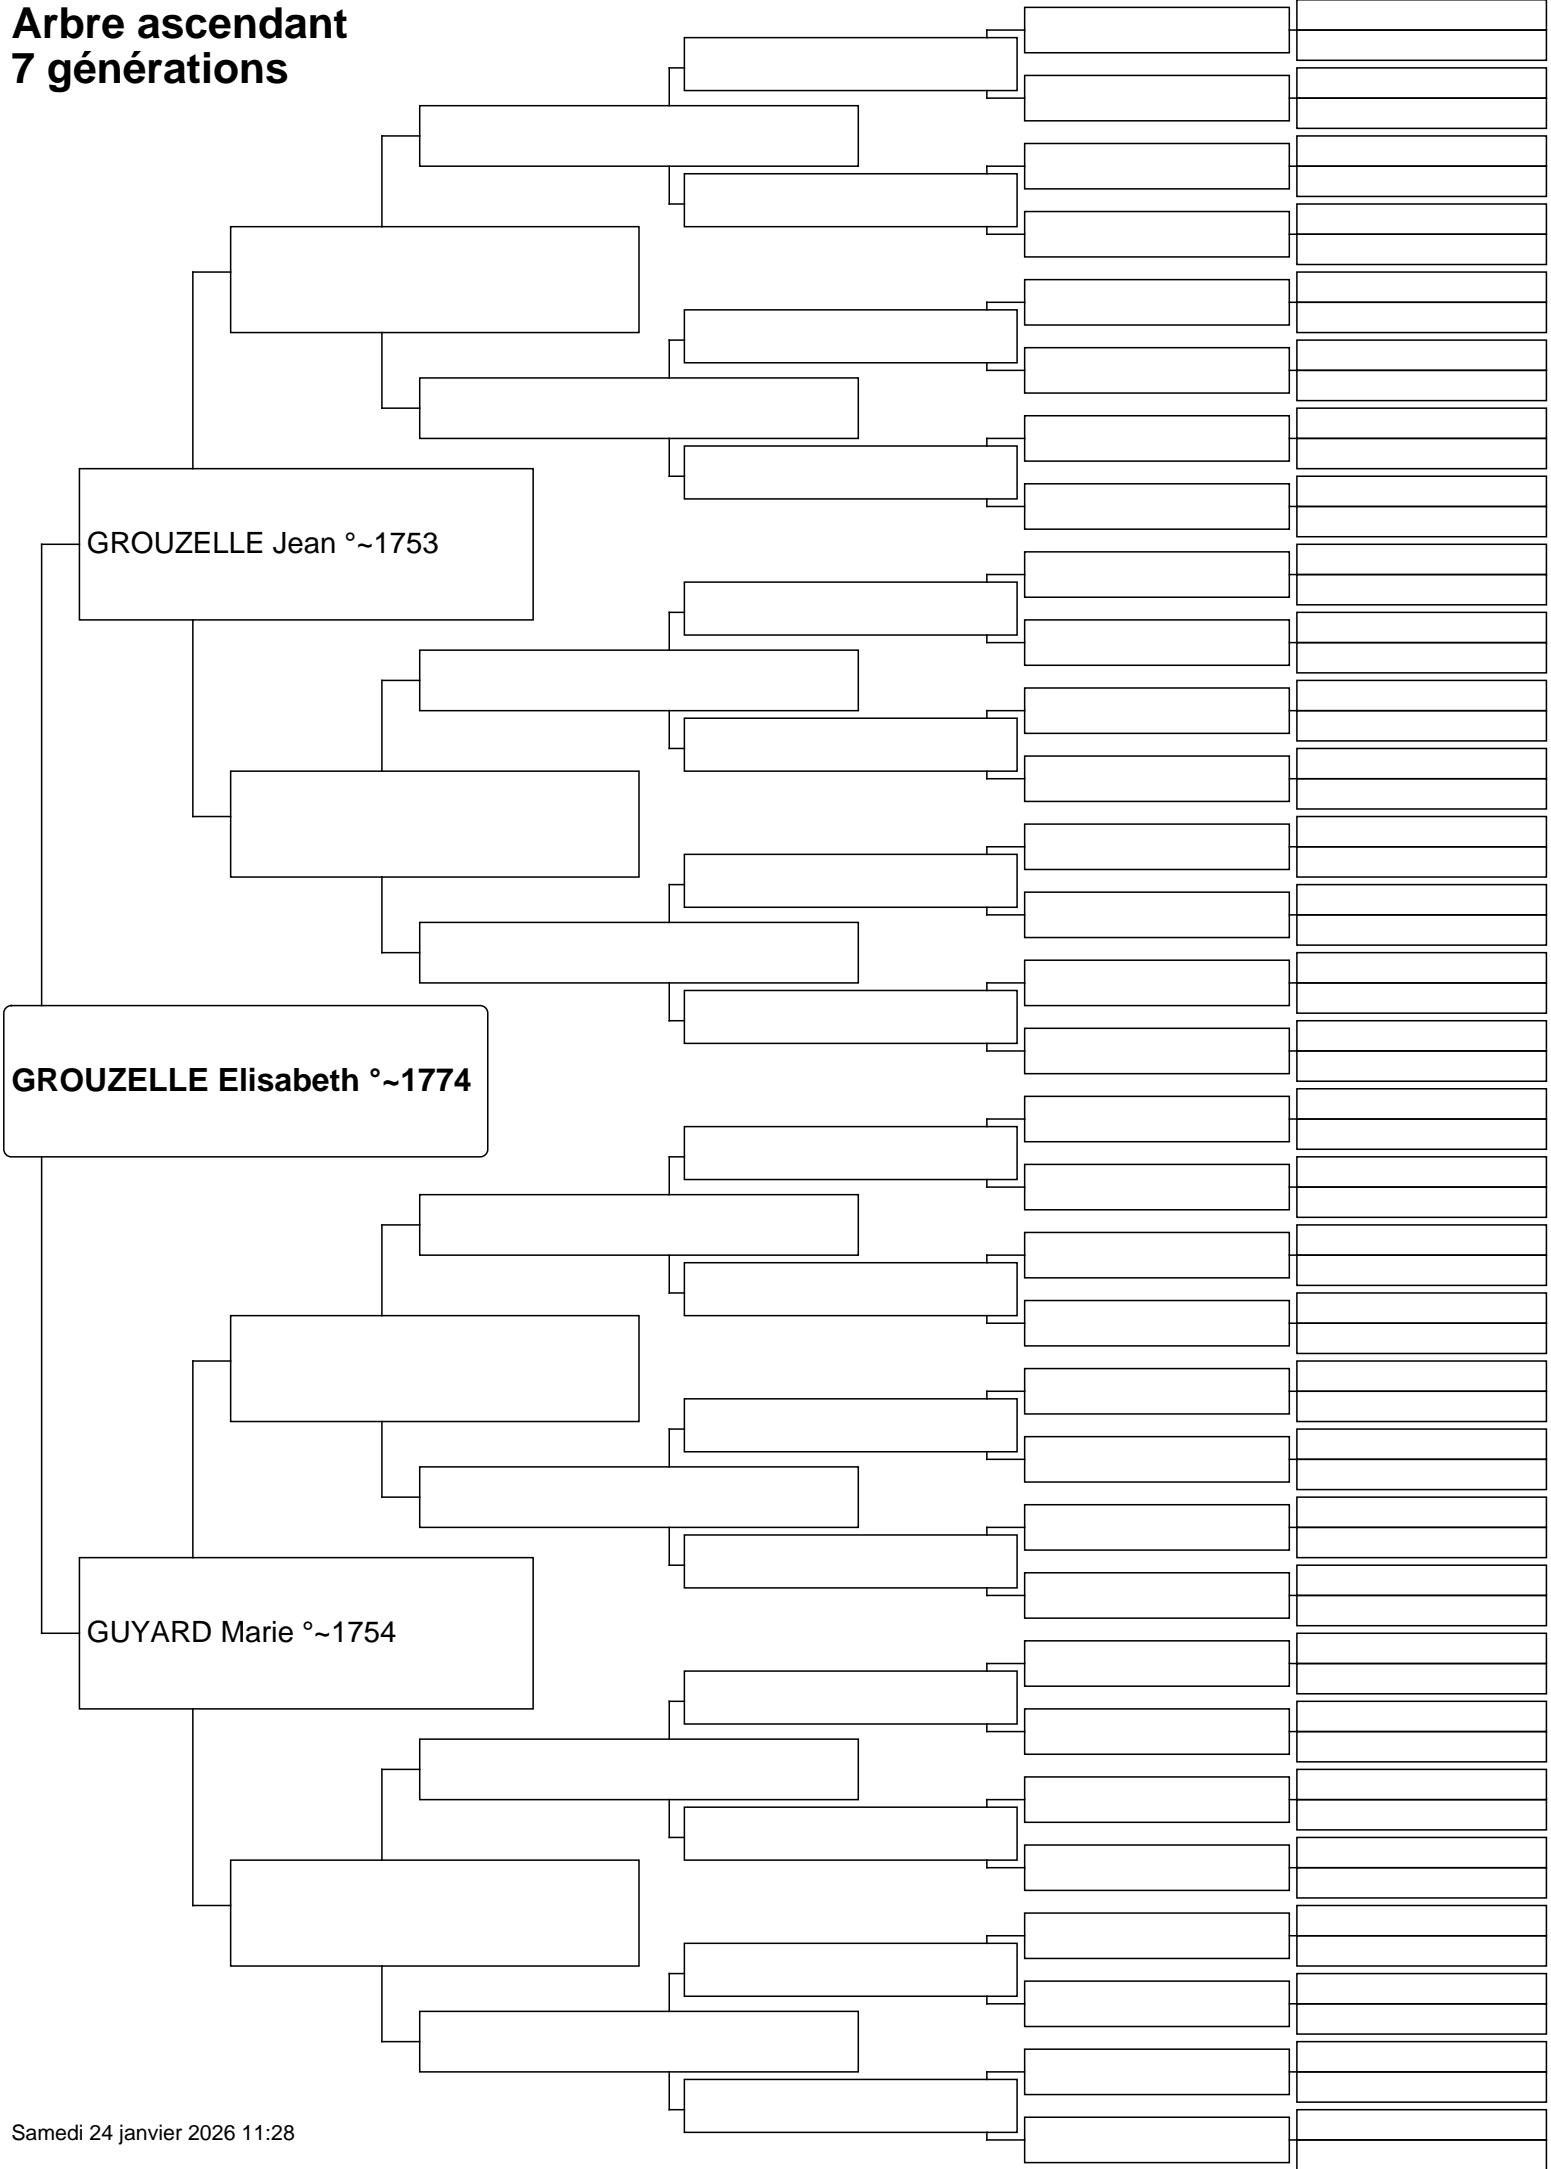 Arbre ascendant
7 générations
GROUZELLE Jean °~1753
GROUZELLE Elisabeth °~1774
GUYARD Marie °~1754
Samedi 24 janvier 2026 11:28